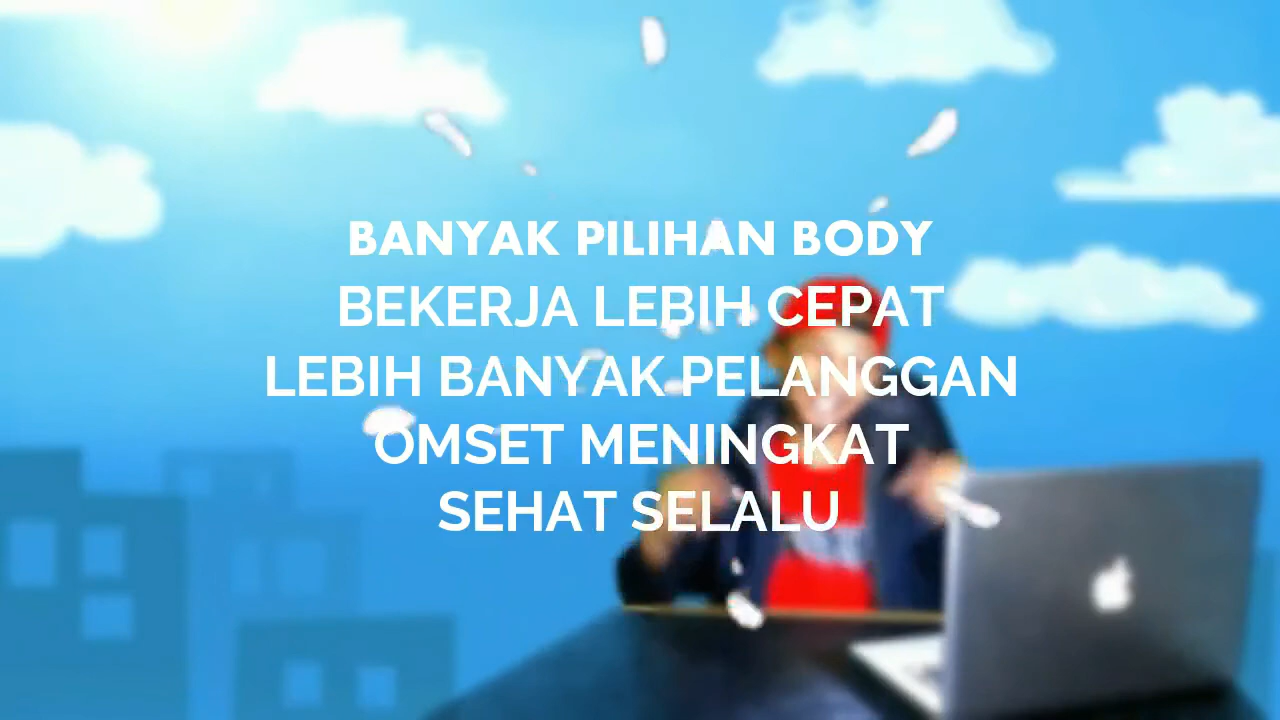 BANYAK PILIHAN BODY
BEKERJA LEBIH CEPAT
LEBIH BANYAK PELANGGAN
OMSET MENINGKAT
SEHAT SELALU